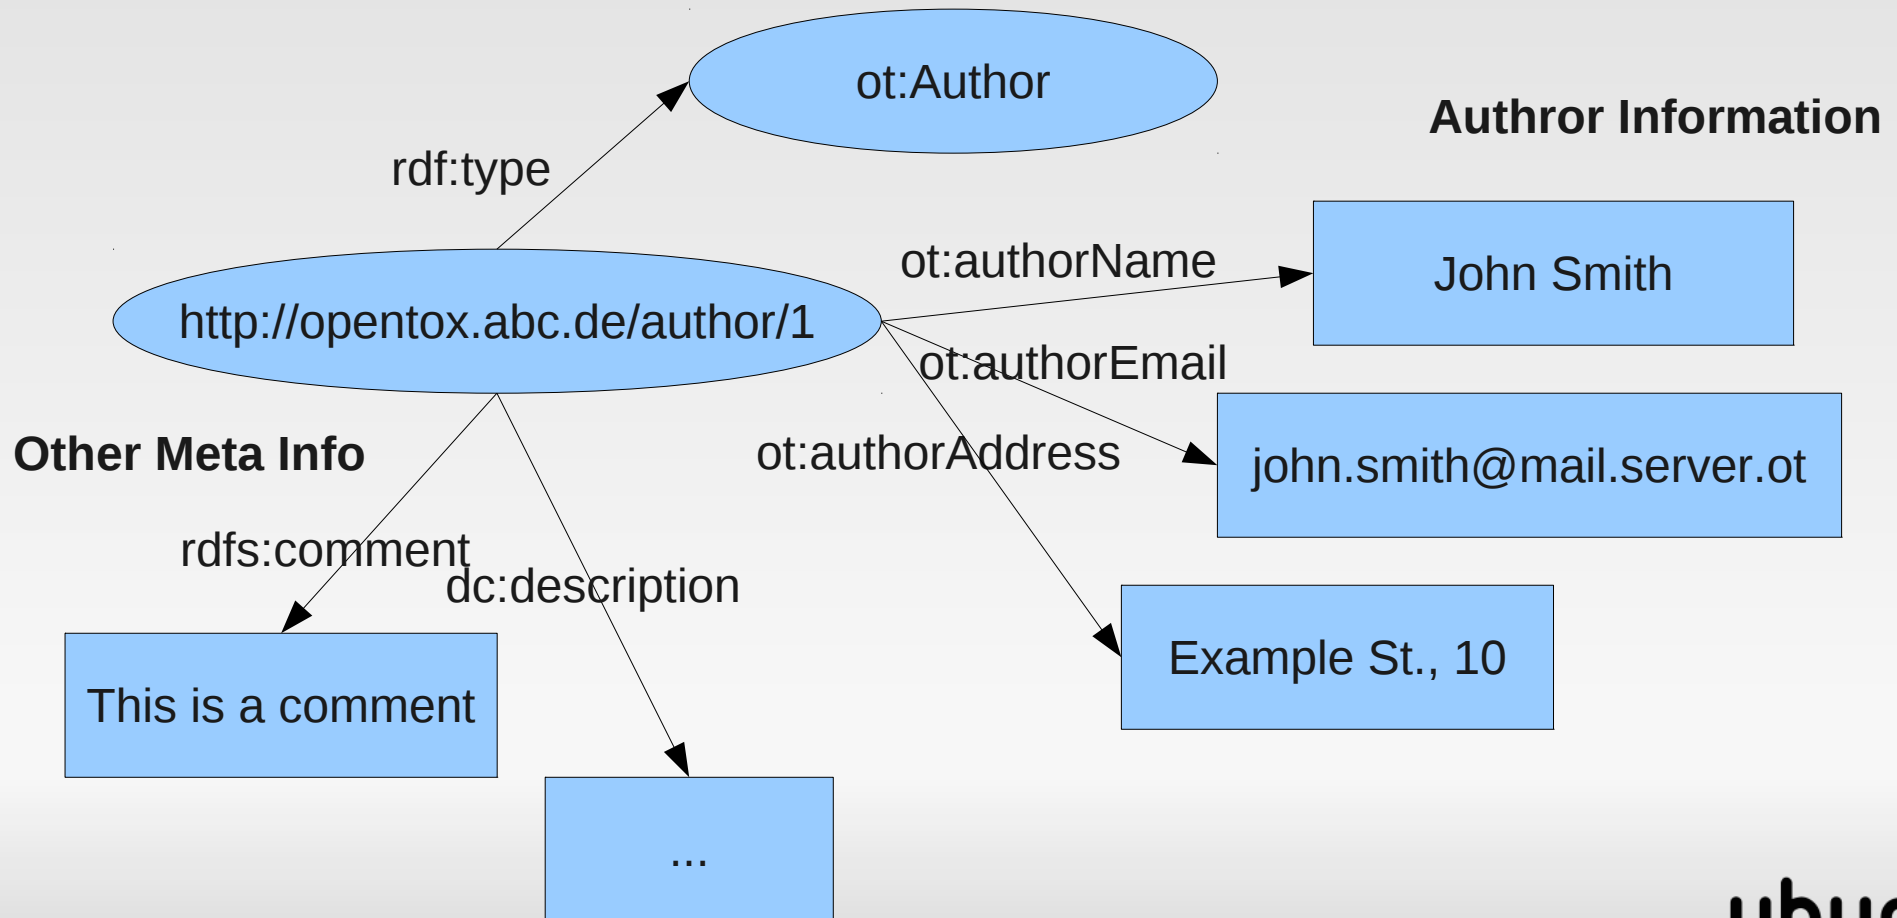 ot:Author
Authror Information
rdf:type
ot:authorName
John Smith
http://opentox.abc.de/author/1
ot:authorEmail
Other Meta Info
ot:authorAddress
john.smith@mail.server.ot
rdfs:comment
dc:description
Example St., 10
This is a comment
...